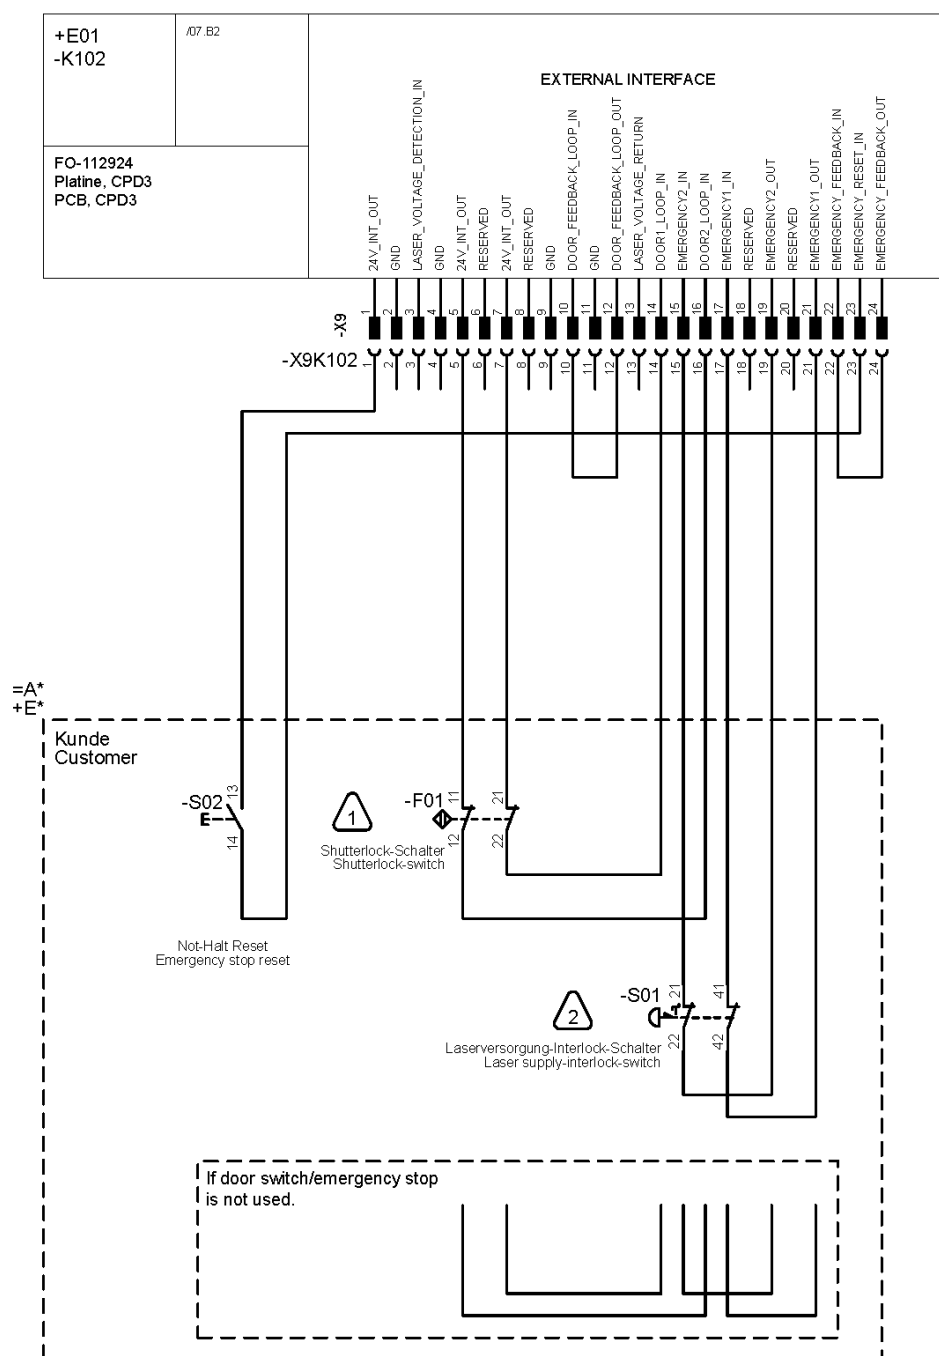 +E01
-K102
/07.B2
FO-112924
Platine, CPD3
PCB, CPD3
EXTERNAL INTERFACE
24V_INT_OUT
GND
LASER_VOLTAGE_DETECTION_IN
GND
24V_INT_OUT
RESERVED
24V_INT_OUT
RESERVED
GND
DOOR_FEEDBACK_LOOP_IN
GND
DOOR_FEEDBACK_LOOP_OUT
LASER_VOLTAGE_RETURN
DOOR1_LOOP_IN
EMERGENCY2_IN
DOOR2_LOOP_IN
EMERGENCY1_IN
RESERVED
EMERGENCY2_OUT
RESERVED
EMERGENCY1_OUT
EMERGENCY_FEEDBACK_IN
EMERGENCY_RESET_IN
EMERGENCY_FEEDBACK_OUT
-X9
1 2 3 4 5 6 7 8 9 10 11 12 13 14 15 16 17 18 19 20 21 22 23 24
-X9K102
1 2 3 4 5 6 7 8 9 10 11 12 13 14 15 16 17 18 19 20 21 22 23 24
=A*
+E*
Kunde
Customer
-S02
13
14
Not-Halt Reset
Emergency stop reset
1
Shutterlock-Schalter
Shutterlock-switch
-F01
11
12
21
22
2
Laserversorgung-Interlock-Schalter
Laser supply-interlock-switch
-S01
21
22
41
42
If door switch/emergency stop
is not used.